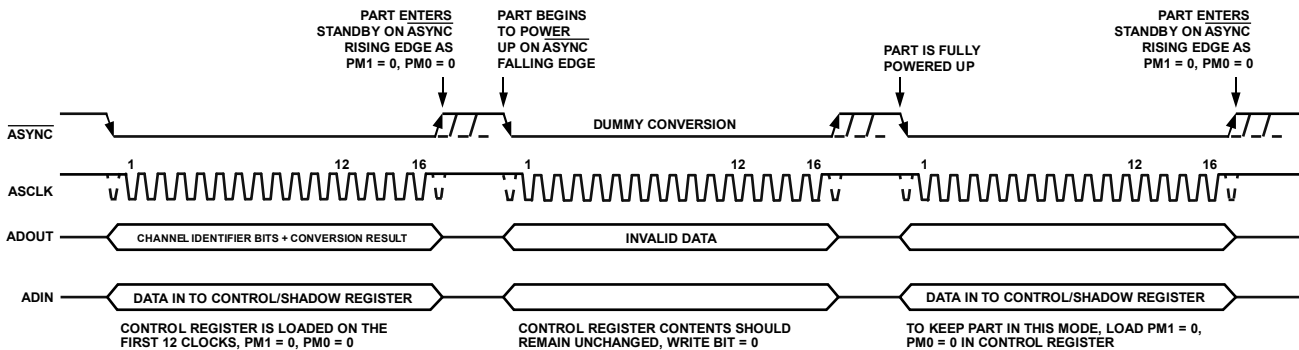 PART ENTERS
STANDBY ON ASYNC
RISING EDGE AS
PM1 = 0, PM0 = 0
PART BEGINS
TO POWER
UP ON ASYNC
FALLING EDGE
PART IS FULLY
POWERED UP
PART ENTERS
STANDBY ON ASYNC
RISING EDGE AS
PM1 = 0, PM0 = 0
ASYNC
DUMMY CONVERSION
ASCLK
1 12 16
1 12 16
1 12 16
ADOUT
CHANNEL IDENTIFIER BITS + CONVERSION RESULT
INVALID DATA
ADIN
DATA IN TO CONTROL/SHADOW REGISTER
DATA IN TO CONTROL/SHADOW REGISTER
CONTROL REGISTER IS LOADED ON THE
FIRST 12 CLOCKS, PM1 = 0, PM0 = 0
CONTROL REGISTER CONTENTS SHOULD
REMAIN UNCHANGED, WRITE BIT = 0
TO KEEP PART IN THIS MODE, LOAD PM1 = 0,
PM0 = 0 IN CONTROL REGISTER